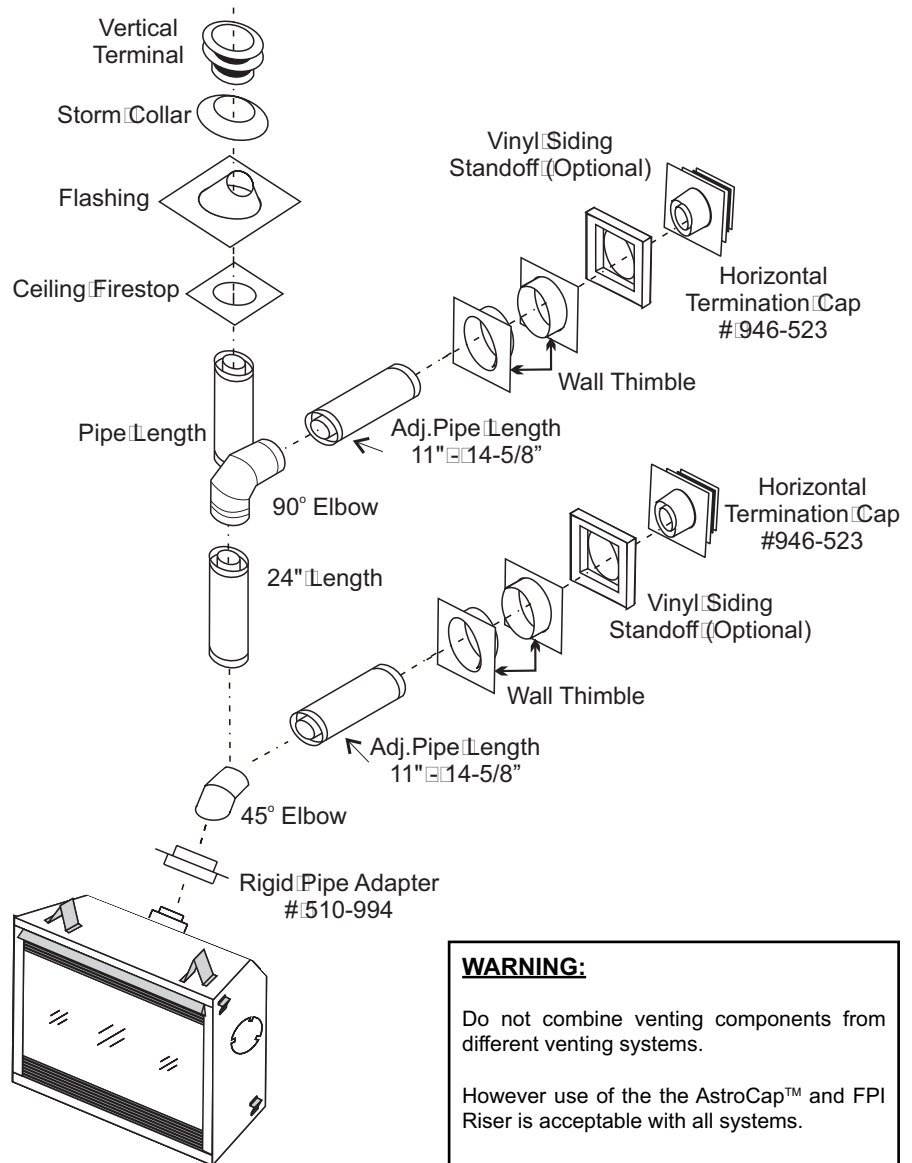 Vertical
Terminal
Storm Collar
Flashing
Ceiling Firestop
Pipe Length
90° Elbow
24" Length
45° Elbow
Rigid Pipe Adapter
# 510-994
Vinyl Siding
Standoff (Optional)
Horizontal
Termination Cap
# 946-523
Wall Thimble
Adj.Pipe Length
11" - 14-5/8”
Horizontal
Termination Cap
#946-523
Vinyl Siding
Standoff (Optional)
Wall Thimble
Adj.Pipe Length
11" - 14-5/8”
WARNING:
Do not combine venting components from
different venting systems.
However use of the the AstroCap™ and FPI
Riser is acceptable with all systems.